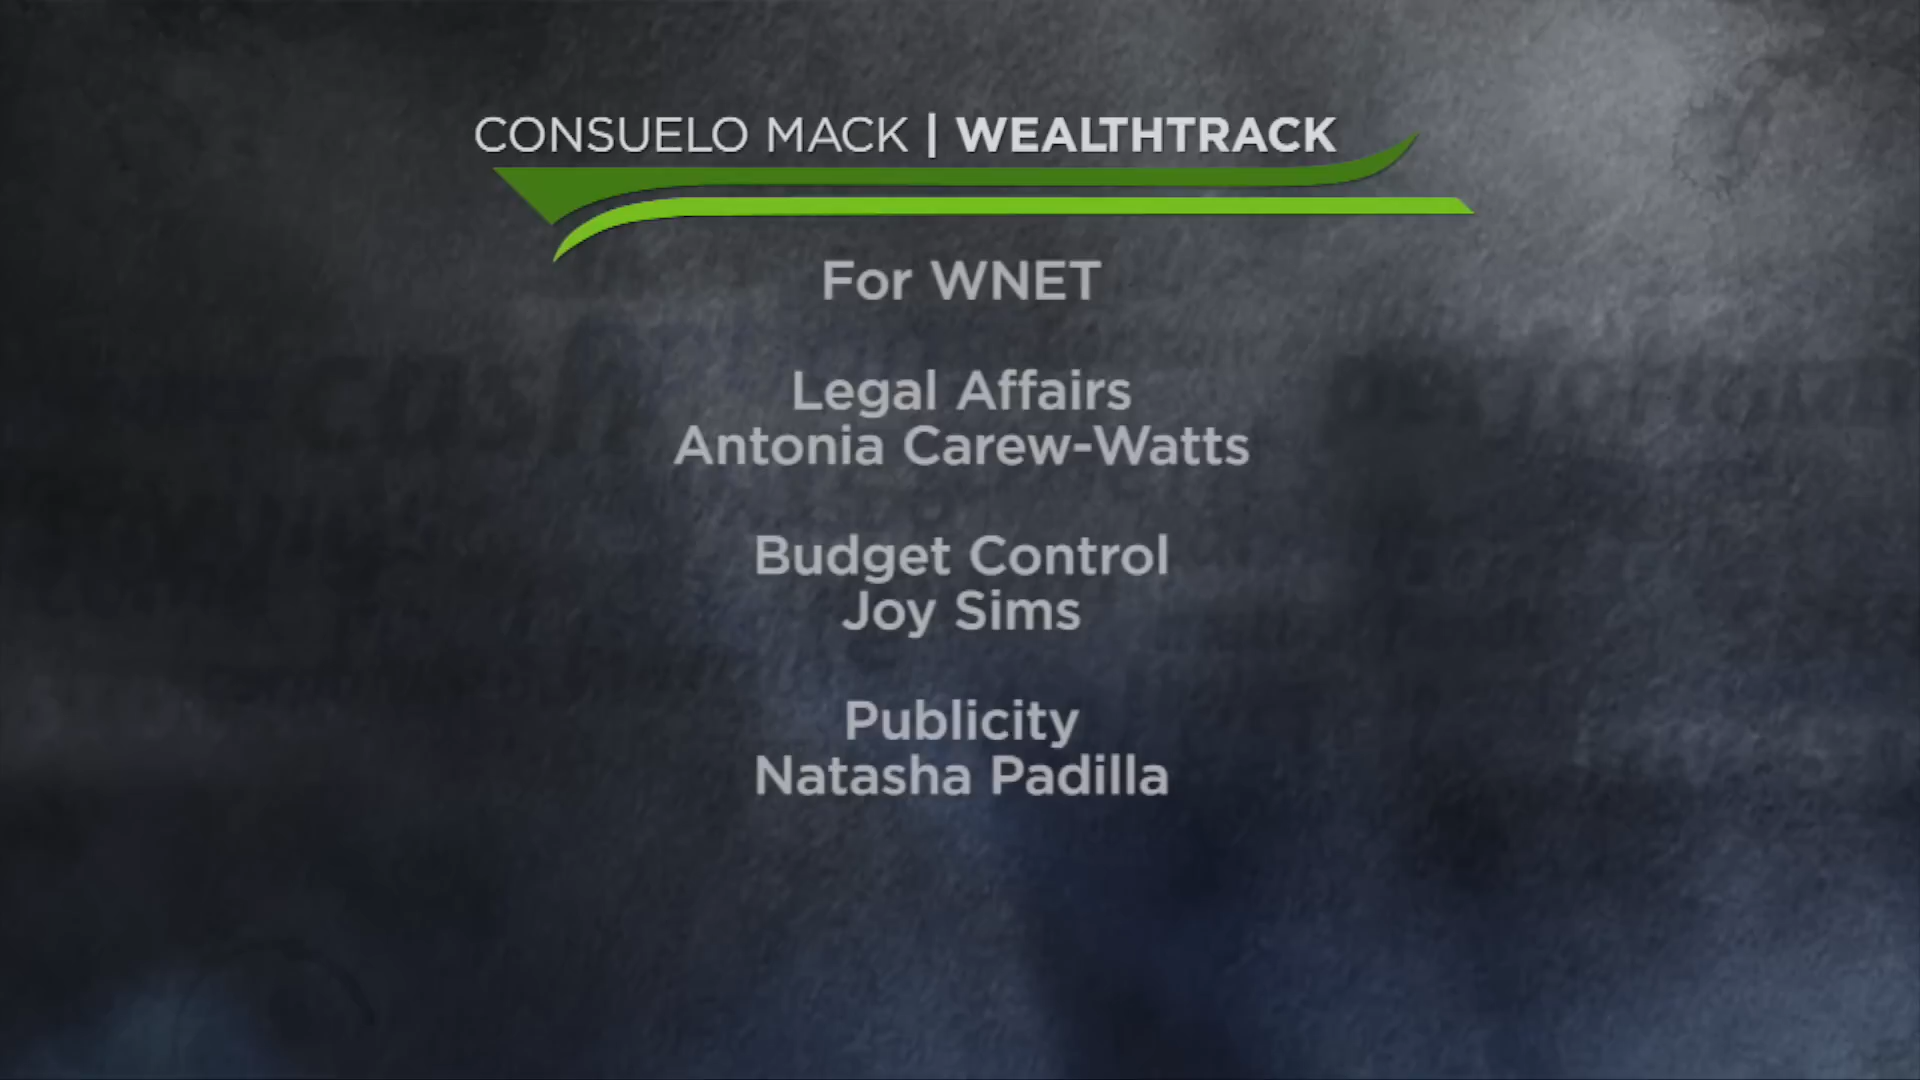 CONSUELO MACK | WEALTHTRACK
For WNET
Legal Affairs
Antonia Carew-Watts
Budget Control
Joy Sims
Publicity
Natasha Padilla